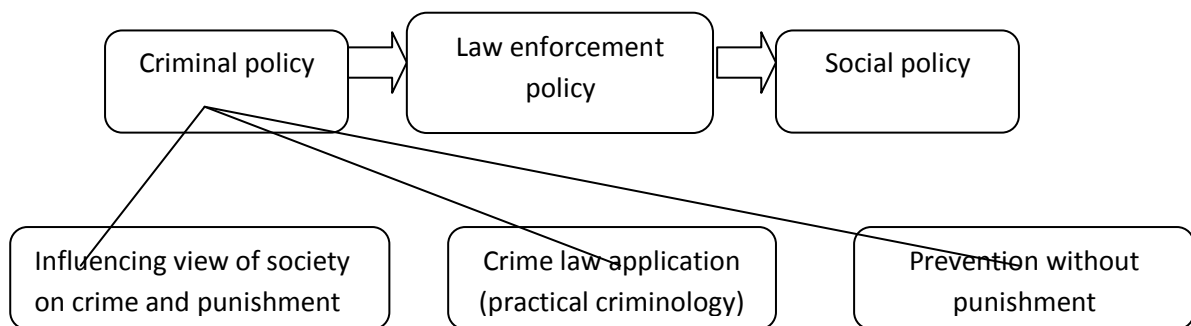 Criminal policy
Law enforcement
policy
Social policy
Influencing view of society
on crime and punishment
Crime law application
(practical criminology)
Prevention without
punishment